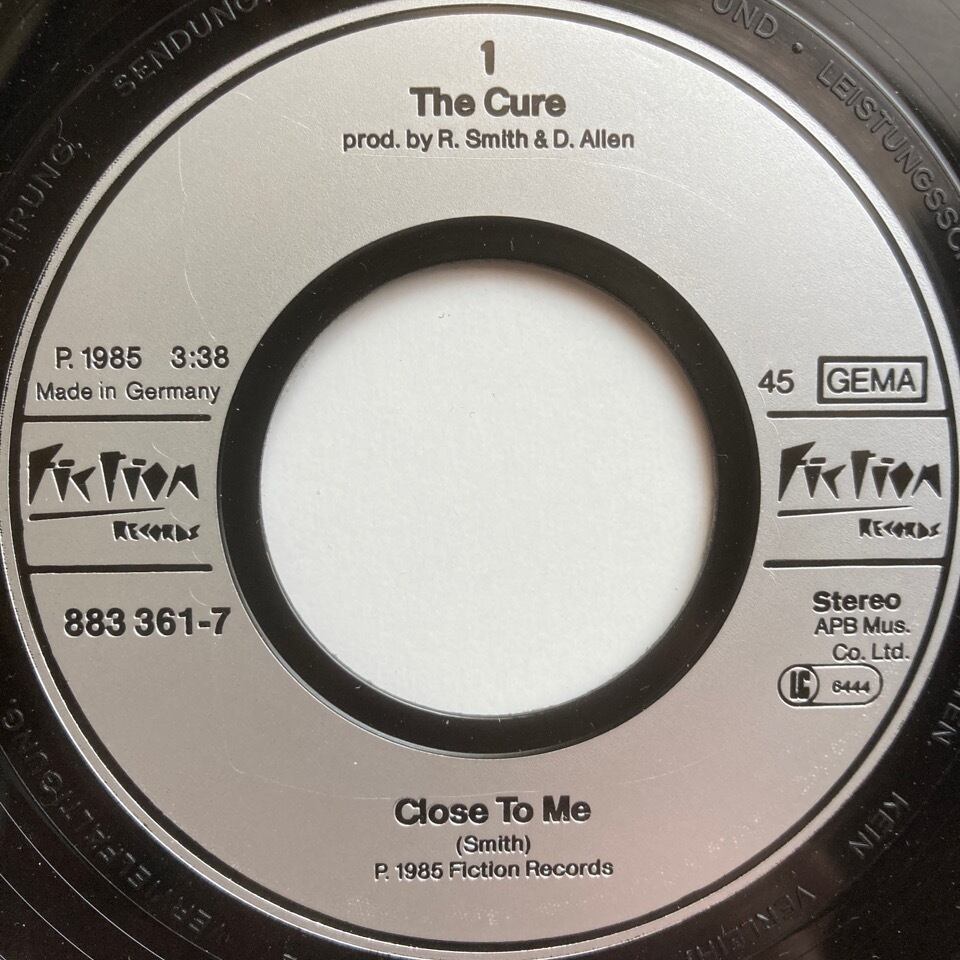 SENDUNG,
UND • LEISTUNGSSC
1
The Cure
prod. by R. Smith & D. Allen
P. 1985 3:38
Made in Germany
45 GEMA
Fiction
Records
Fiction
Records
883 361-7
Stereo
APB Mus.
Co. Ltd.
LC 6444
Close To Me
(Smith)
P. 1985 Fiction Records
HRUNG,
VERVIELFÄLTIGUNG,
KEIN
VERLEIH